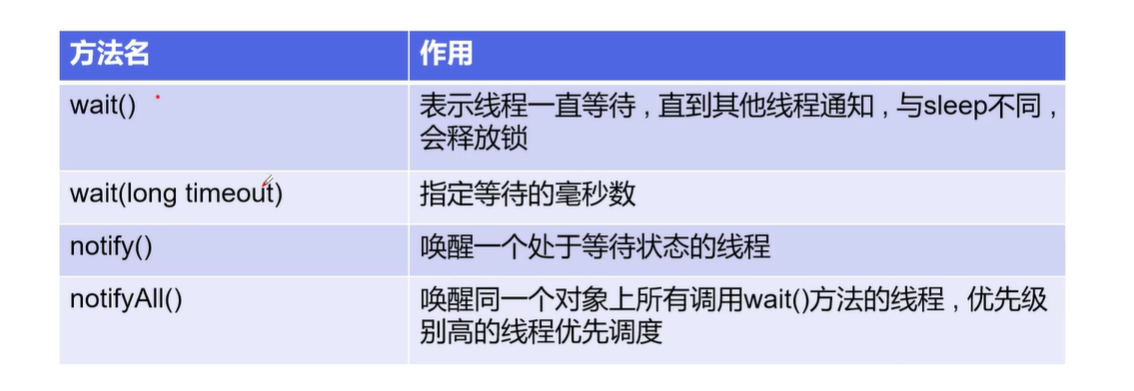 方法名 作用
wait() 表示线程一直等待 , 直到其他线程通知 , 与sleep不同 ,
会释放锁
wait(long timeout) 指定等待的毫秒数
notify() 唤醒一个处于等待状态的线程
notifyAll() 唤醒同一个对象上所有调用wait()方法的线程 , 优先级
别高的线程优先调度